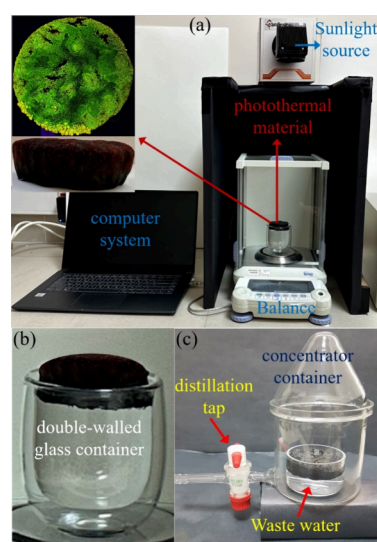 (a)
Sunlight
source
photothermal
material
computer
system
Balance
(b)
double-walled
glass container
(c)
concentrator
container
distillation
tap
Waste water